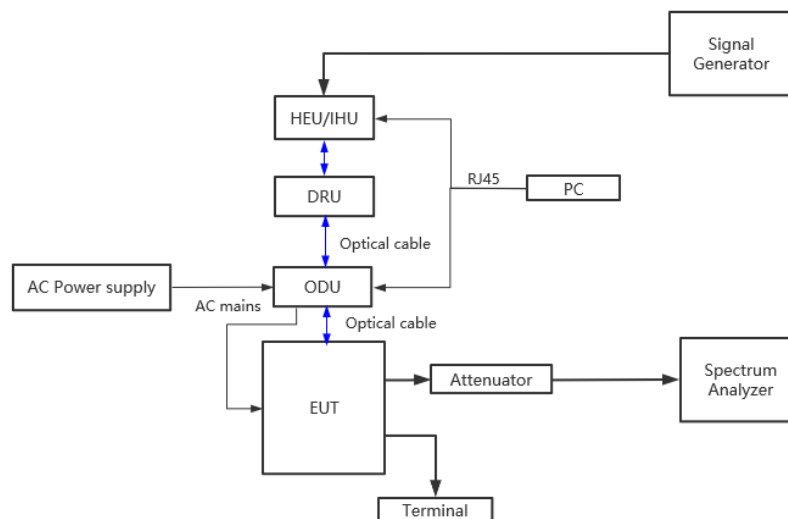 Signal
Generator
HEU/IHU
RJ45
PC
DRU
Optical cable
AC Power supply
ODU
AC mains
Optical cable
EUT
Attenuator
Spectrum
Analyzer
Terminal